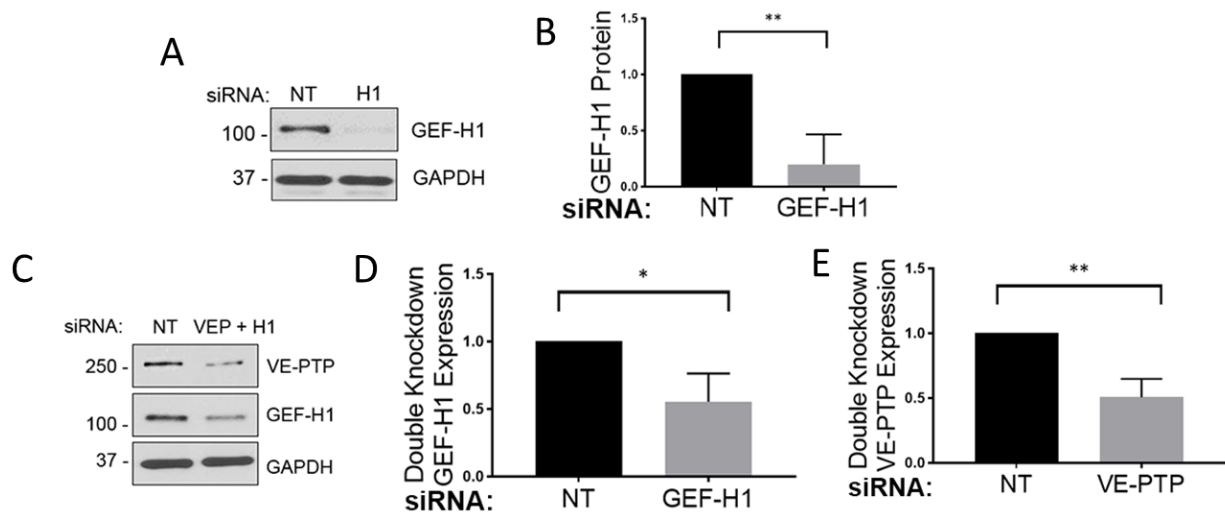 A
siRNA: NT H1
100 - GEF-H1
37 - GAPDH
B
GEF-H1 Protein
1.5
1.0
0.5
0.0
**
siRNA: NT GEF-H1
C
siRNA: NT VEP + H1
250 - VE-PTP
100 - GEF-H1
37 - GAPDH
D
Double Knockdown
GEF-H1 Expression
1.5
1.0
0.5
0.0
*
siRNA: NT GEF-H1
E
Double Knockdown
VE-PTP Expression
1.5
1.0
0.5
0.0
**
siRNA: NT VE-PTP